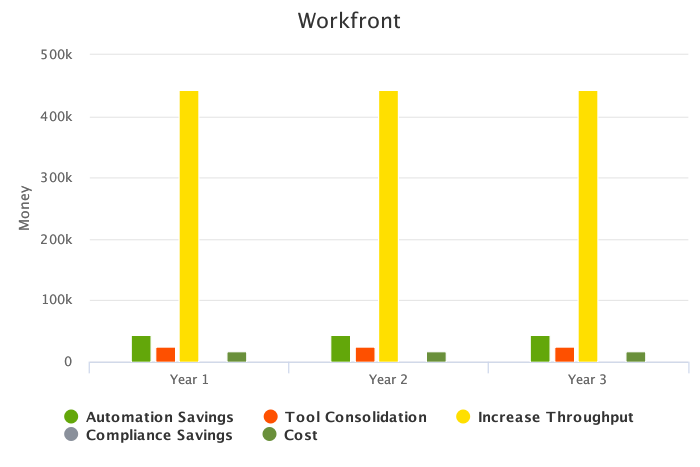 Workfront
500k
400k
300k
200k
100k
0
Money
Year 1 Year 2 Year 3
Automation Savings Tool Consolidation Increase Throughput
Compliance Savings Cost